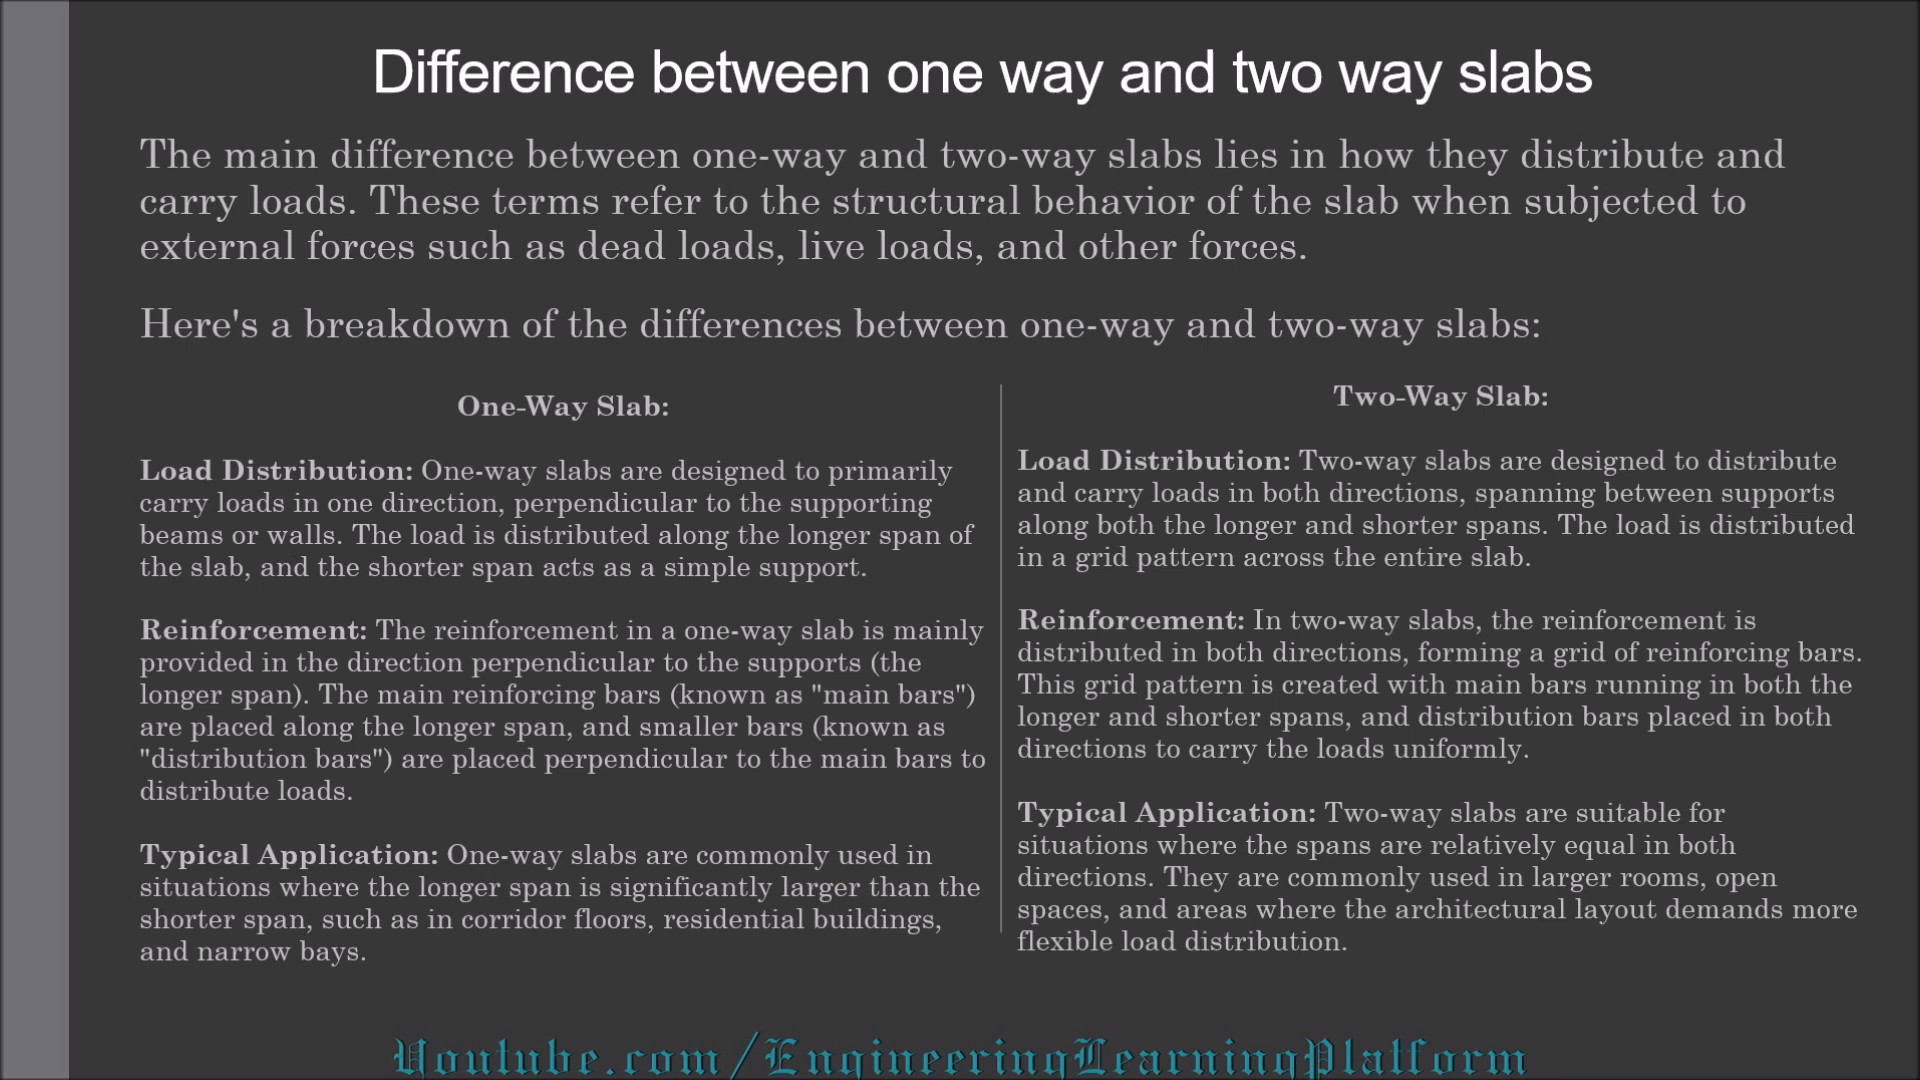 Difference between one way and two way slabs
The main difference between one-way and two-way slabs lies in how they distribute and
carry loads. These terms refer to the structural behavior of the slab when subjected to
external forces such as dead loads, live loads, and other forces.
Here's a breakdown of the differences between one-way and two-way slabs:
One-Way Slab:
Load Distribution: One-way slabs are designed to primarily
carry loads in one direction, perpendicular to the supporting
beams or walls. The load is distributed along the longer span of
the slab, and the shorter span acts as a simple support.
Reinforcement: The reinforcement in a one-way slab is mainly
provided in the direction perpendicular to the supports (the
longer span). The main reinforcing bars (known as "main bars")
are placed along the longer span, and smaller bars (known as
"distribution bars") are placed perpendicular to the main bars to
distribute loads.
Typical Application: One-way slabs are commonly used in
situations where the longer span is significantly larger than the
shorter span, such as in corridor floors, residential buildings,
and narrow bays.
Two-Way Slab:
Load Distribution: Two-way slabs are designed to distribute
and carry loads in both directions, spanning between supports
along both the longer and shorter spans. The load is distributed
in a grid pattern across the entire slab.
Reinforcement: In two-way slabs, the reinforcement is
distributed in both directions, forming a grid of reinforcing bars.
This grid pattern is created with main bars running in both the
longer and shorter spans, and distribution bars placed in both
directions to carry the loads uniformly.
Typical Application: Two-way slabs are suitable for
situations where the spans are relatively equal in both
directions. They are commonly used in larger rooms, open
spaces, and areas where the architectural layout demands more
flexible load distribution.
Youtube.com/EngineeringLearningPlatform